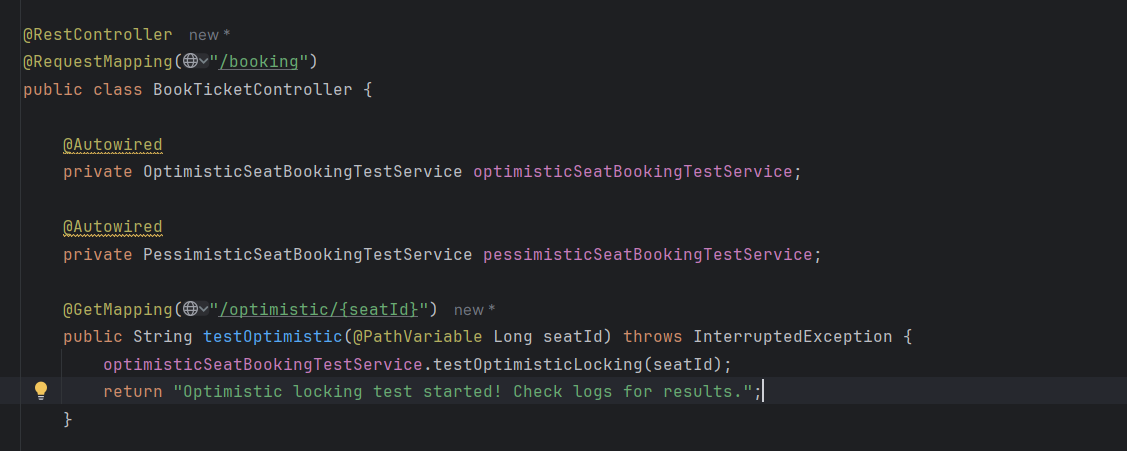 @RestController new *
@RequestMapping("/booking")
public class BookTicketController {
@Autowired
private OptimisticSeatBookingTestService optimisticSeatBookingTestService;
@Autowired
private PessimisticSeatBookingTestService pessimisticSeatBookingTestService;
@GetMapping("/optimistic/{seatId}") new *
public String testOptimistic(@PathVariable Long seatId) throws InterruptedException {
optimisticSeatBookingTestService.testOptimisticLocking(seatId);
return "Optimistic locking test started! Check logs for results.";
}